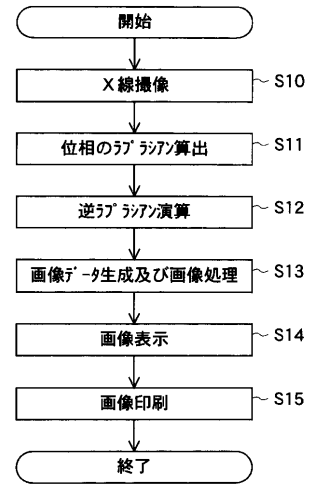 開始
X線撮像 S10
位相のﾗﾌﾟﾗｼｱﾝ算出 S11
逆ﾗﾌﾟﾗｼｱﾝ演算 S12
画像ﾃﾞｰﾀ生成及び画像処理 S13
画像表示 S14
画像印刷 S15
終了